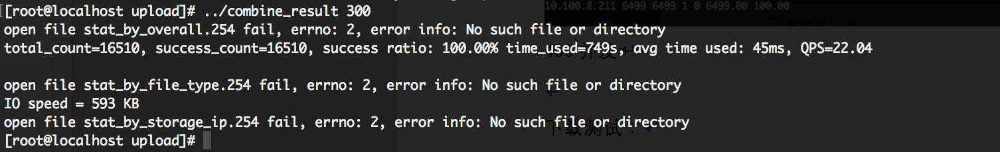 10.100.8.211 6499 6499 1 0 6499.00 100.00
[root@localhost upload]# ../combine_result 300
open file stat_by_overall.254 fail, errno: 2, error info: No such file or directory
total_count=16510, success_count=16510, success ratio: 100.00% time_used=749s, avg time used: 45ms, QPS=22.04
open file stat_by_file_type.254 fail, errno: 2, error info: No such file or directory
IO speed = 593 KB
open file stat_by_storage_ip.254 fail, errno: 2, error info: No such file or directory
下载测试：
[root@localhost upload]#